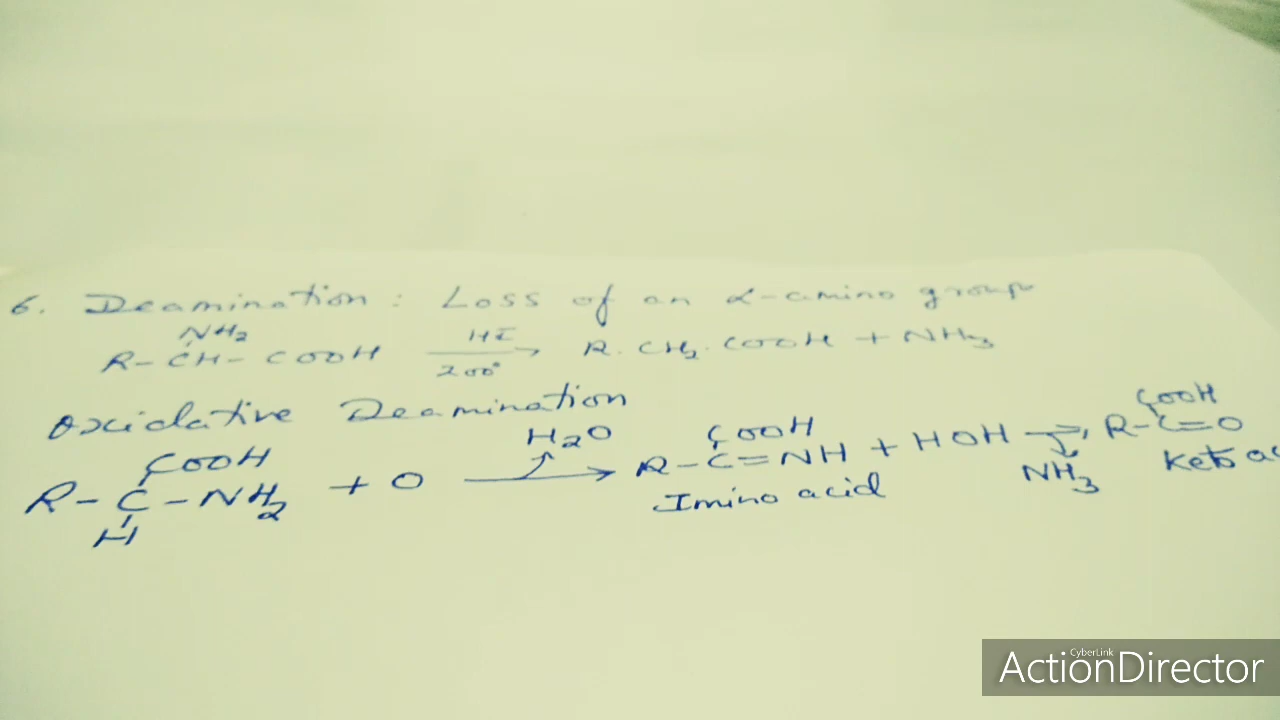 6. Deamination: Loss of an α-amino group
NH2
R-CH-COOH HI → R.CH2.COOH + NH3
200°
Oxidative Deamination
COOH H2O COOH COOH
R-C-NH2 + O → R-C=NH + HOH → R-C=O
H Imino acid NH3 Keto ac
CyberLink
ActionDirector